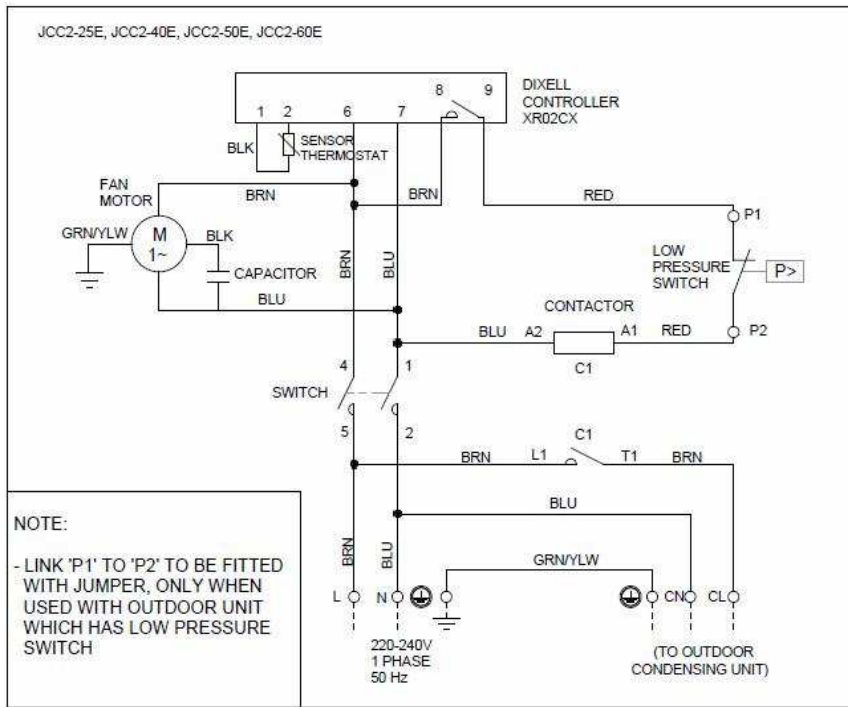 JCC2-25E, JCC2-40E, JCC2-50E, JCC2-60E
DIXELL
CONTROLLER
XR02CX
1 2 6 7 8 9
BLK
SENSOR
THERMOSTAT
FAN
MOTOR
BRN
BRN
RED
P1
GRN/YLW
M
1~
BLK
CAPACITOR
BRN
BLU
LOW
PRESSURE
SWITCH
P>
BLU
CONTACTOR
BLU A2 A1 RED P2
C1
4 1
SWITCH
5 2
C1
BRN L1 T1 BRN
BLU
NOTE:
- LINK 'P1' TO 'P2' TO BE FITTED
WITH JUMPER, ONLY WHEN
USED WITH OUTDOOR UNIT
WHICH HAS LOW PRESSURE
SWITCH
BRN
BLU
GRN/YLW
L N CN CL
220-240V
1 PHASE
50 Hz
(TO OUTDOOR
CONDENSING UNIT)